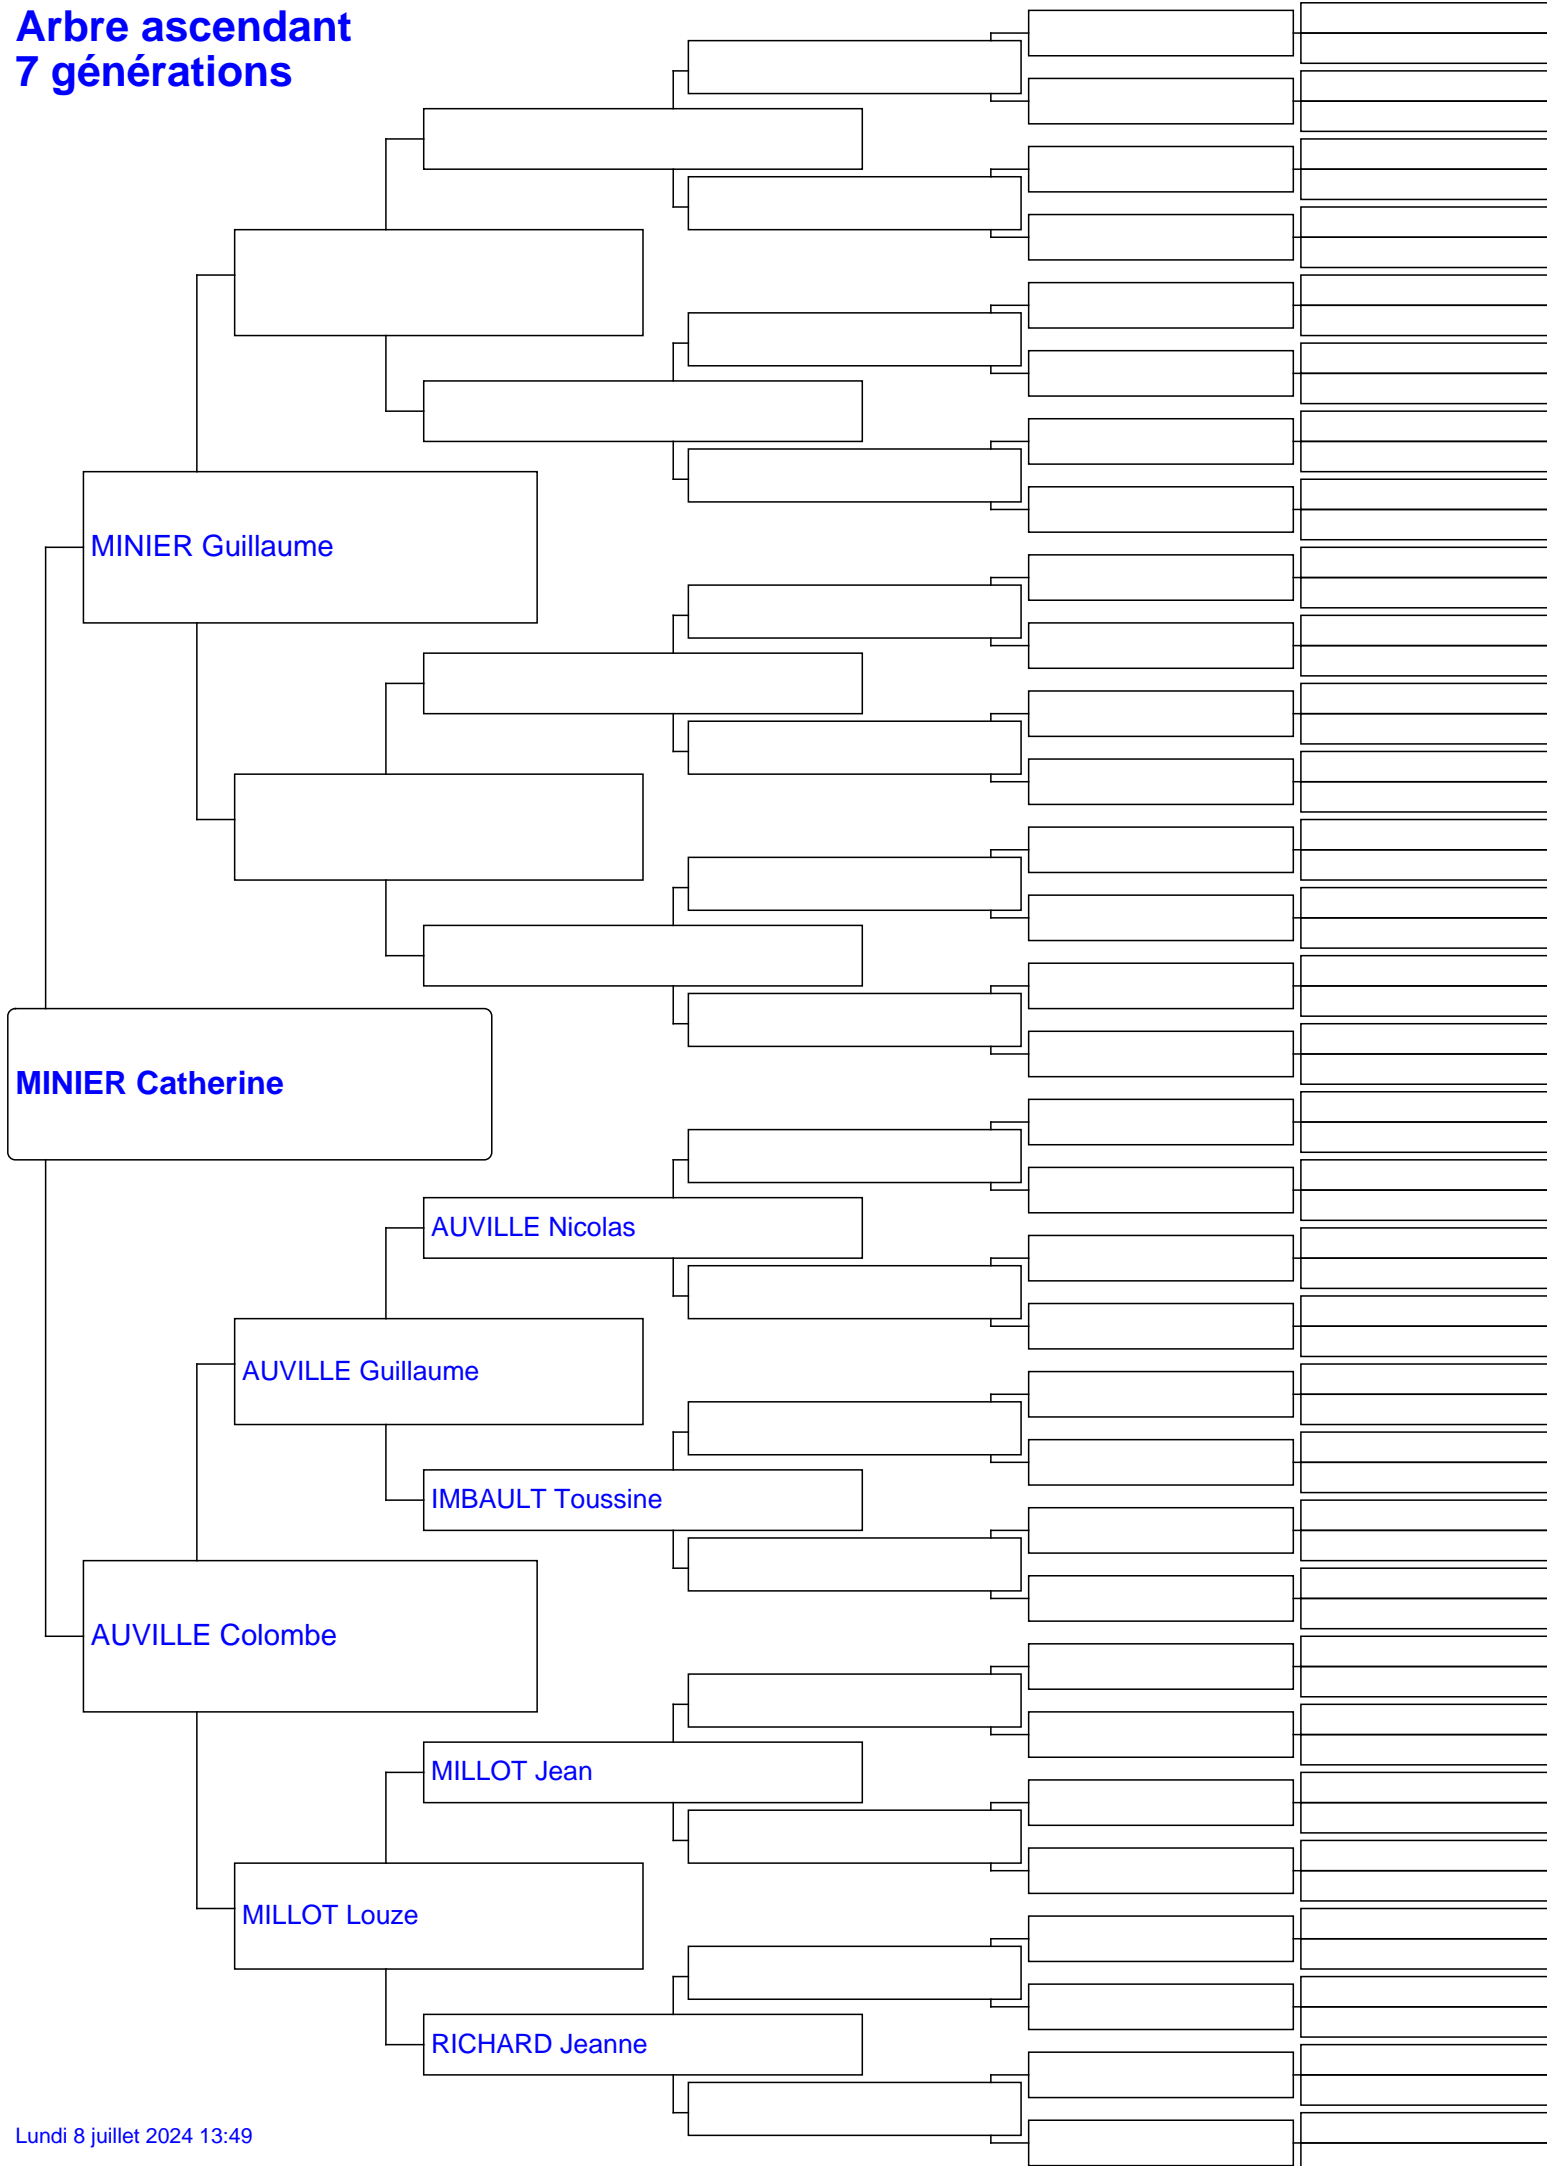 Arbre ascendant
7 générations
MINIER Guillaume
MINIER Catherine
AUVILLE Nicolas
AUVILLE Guillaume
IMBAULT Toussine
AUVILLE Colombe
MILLOT Jean
MILLOT Louze
RICHARD Jeanne
Lundi 8 juillet 2024 13:49